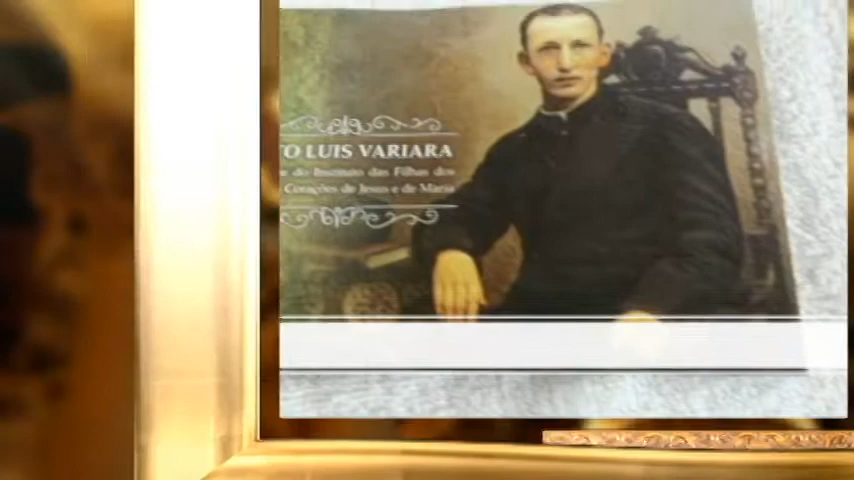 TO LUIS VARIARA
e do Instituto das Filhas dos
Corações de Jesus e de Maria